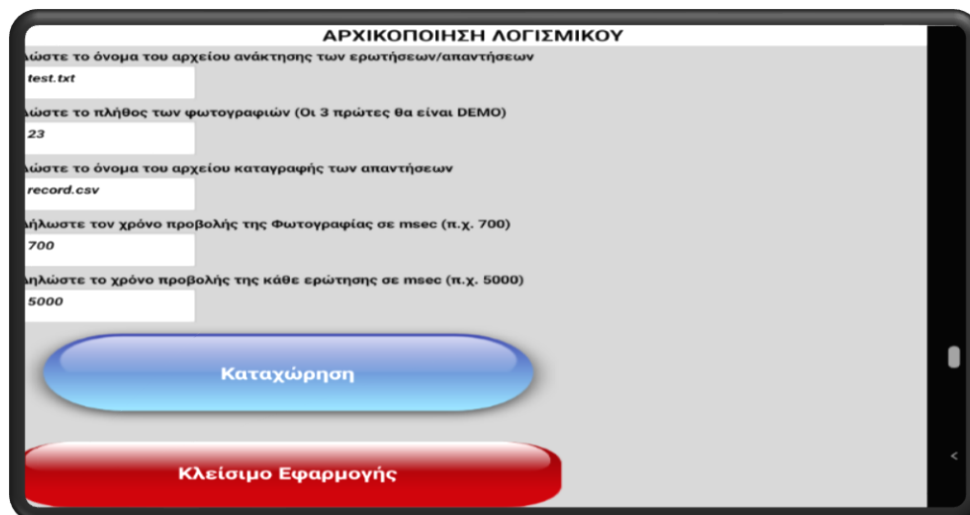 ΑΡΧΙΚΟΠΟΙΗΣΗ ΛΟΓΙΣΜΙΚΟΥ
λώστε το όνομα του αρχείου ανάκτησης των ερωτήσεων/απαντήσεων
test.txt
λώστε το πλήθος των φωτογραφιών (Οι 3 πρώτες θα είναι DEMO)
23
λώστε το όνομα του αρχείου καταγραφής των απαντήσεων
record.csv
ήλωστε τον χρόνο προβολής της Φωτογραφίας σε msec (π.χ. 700)
700
ηλώστε το χρόνο προβολής της κάθε ερώτησης σε msec (π.χ. 5000)
5000
Καταχώρηση
Κλείσιμο Εφαρμογής